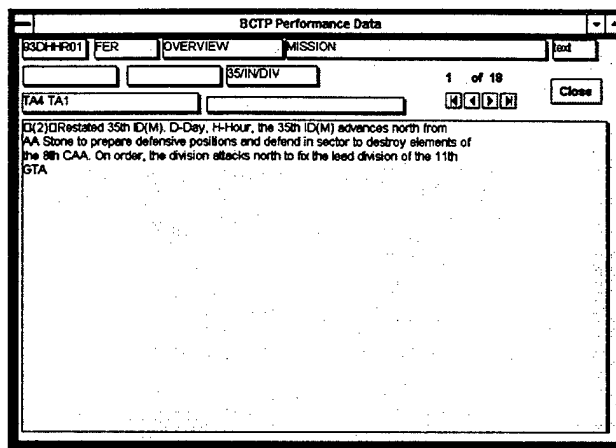 BCTP Performance Data
93DHHR01 FER OVERVIEW MISSION text
35/IN/DIV 1 of 18 Close
TA4 TA1
(2) Restated 35th ID(M). D-Day, H-Hour, the 35th ID(M) advances north from
AA Stone to prepare defensive positions and defend in sector to destroy elements of
the 8th CAA. On order, the division attacks north to fix the lead division of the 11th
GTA